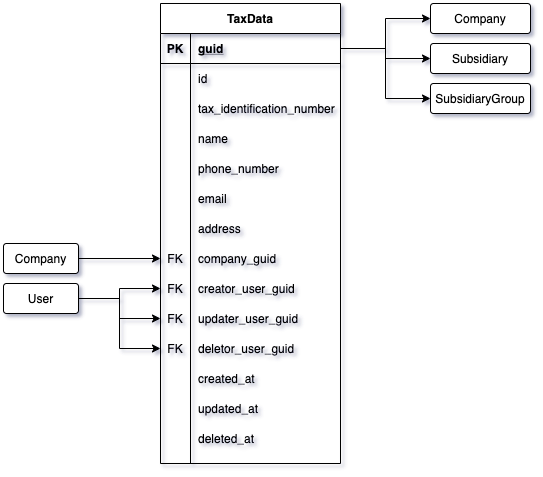 TaxData
PK guid
id
tax_identification_number
name
phone_number
email
address
FK company_guid
FK creator_user_guid
FK updater_user_guid
FK deletor_user_guid
created_at
updated_at
deleted_at
Company
User
Company
Subsidiary
SubsidiaryGroup